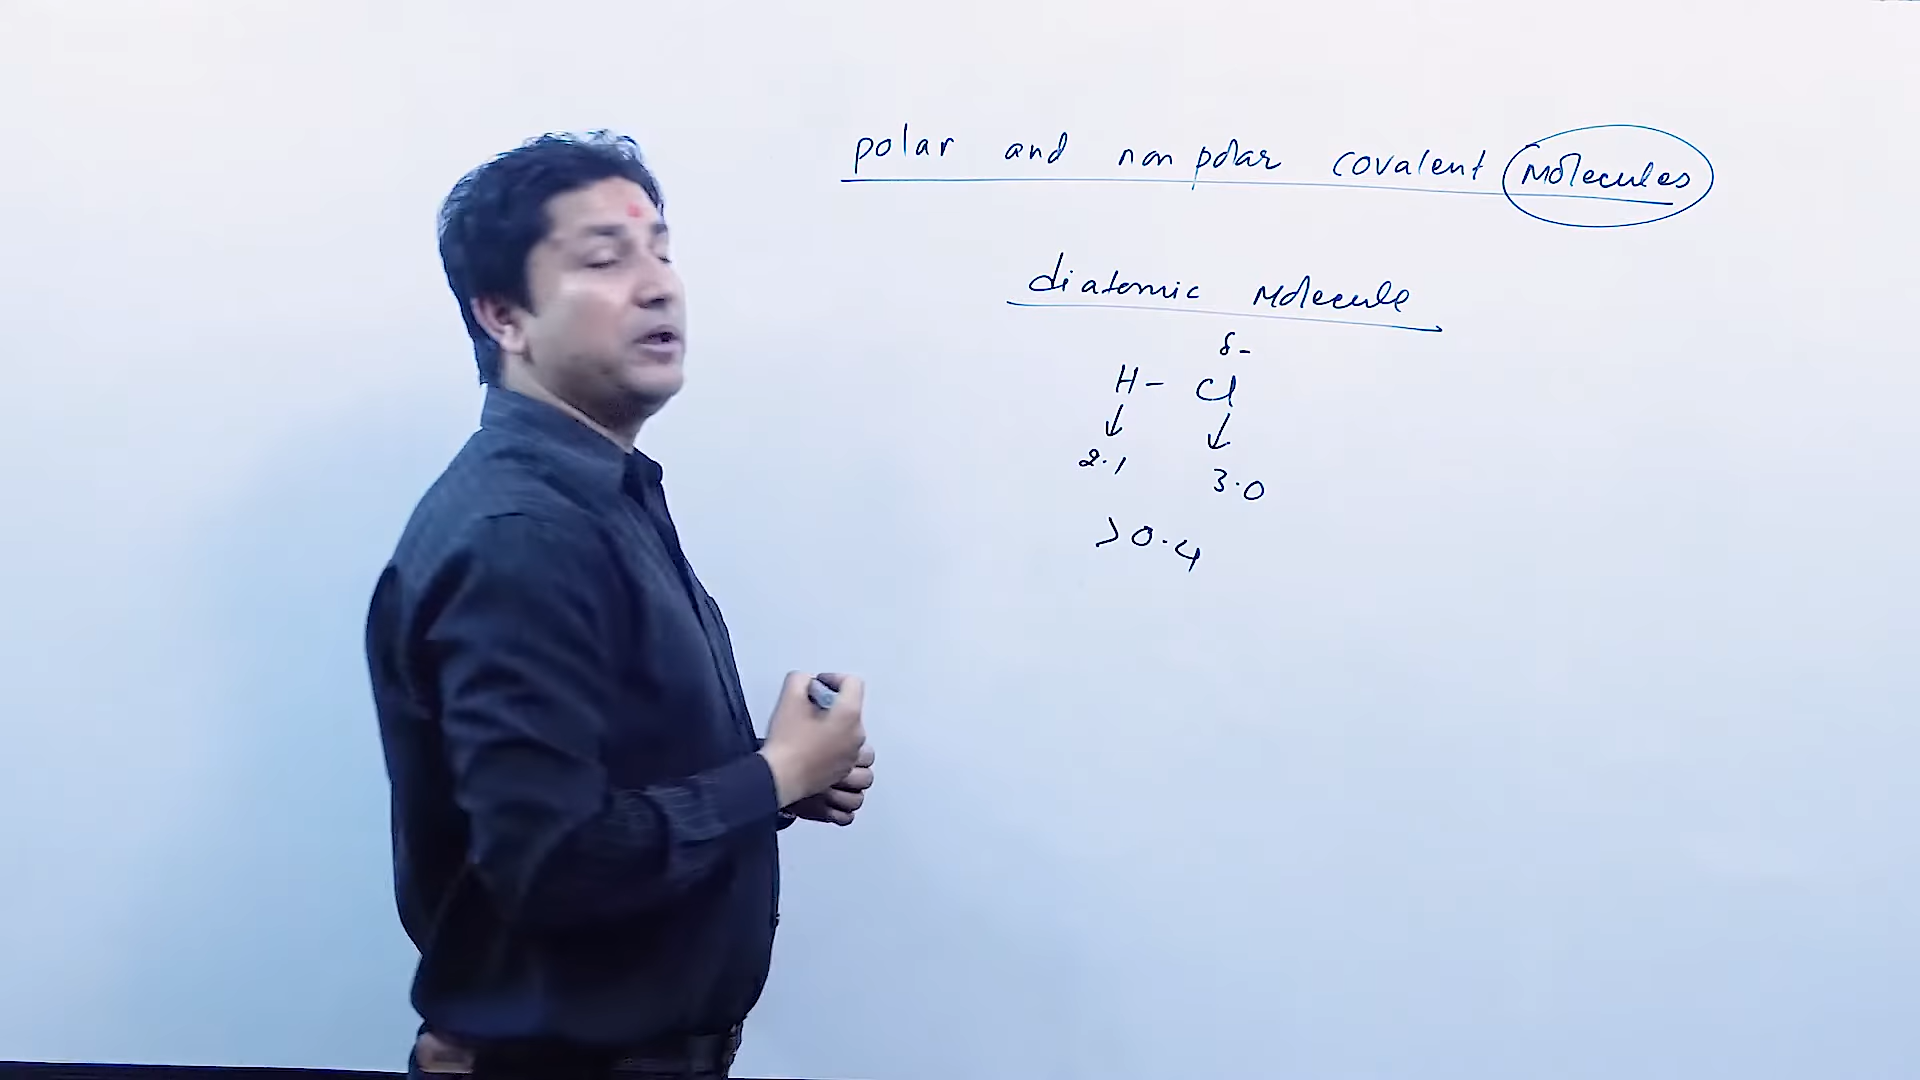 polar and non polar covalent Molecules
diatomic Molecule
δ-
H - Cl
↓ ↓
2.1 3.0
>0.4